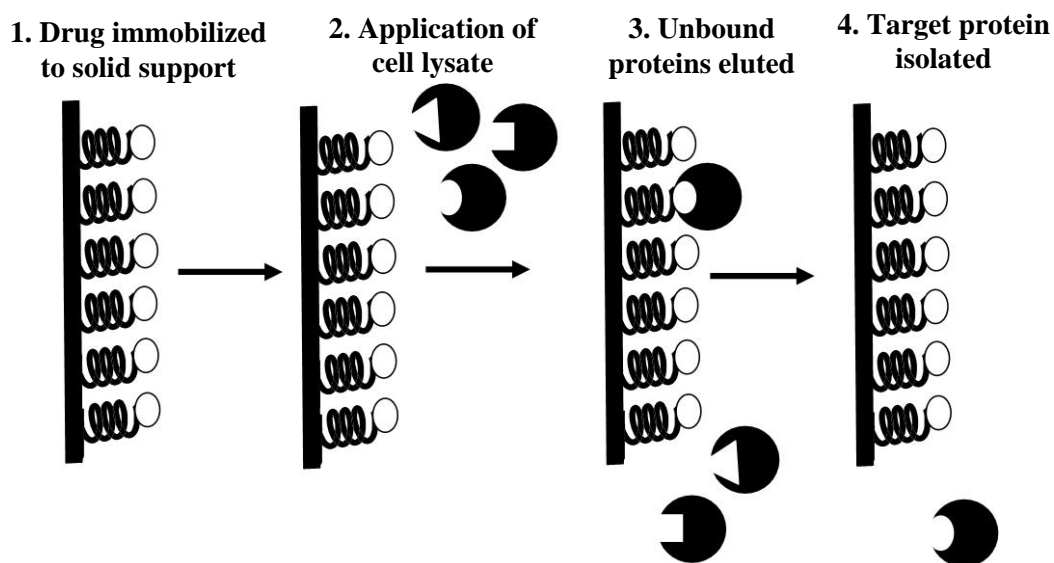 1. Drug immobilized
to solid support
2. Application of
cell lysate
3. Unbound
proteins eluted
4. Target protein
isolated